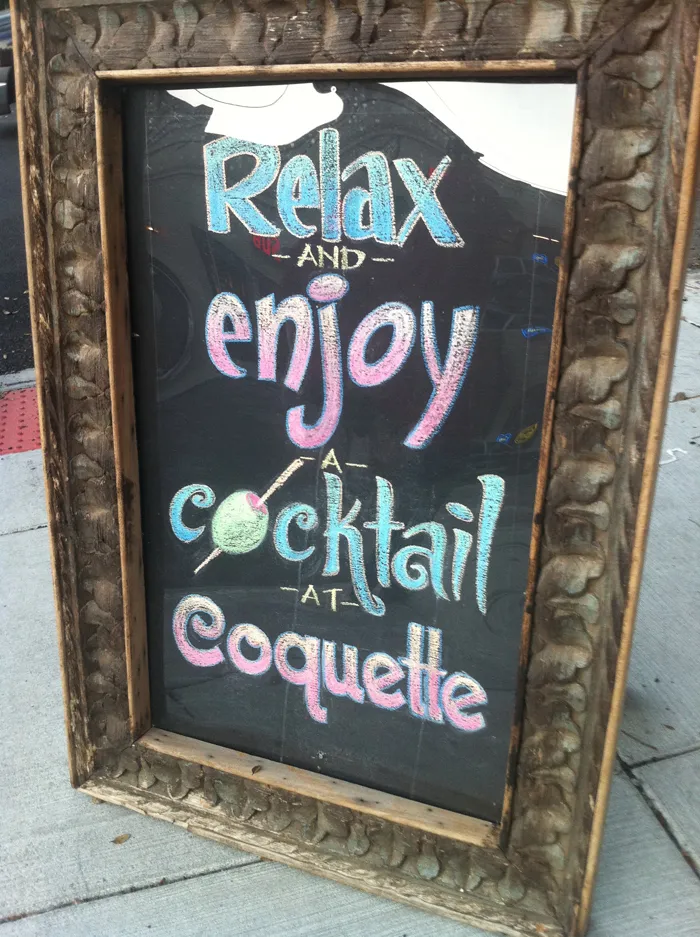 Relax
- AND -
enjoy
- A -
cocktail
- AT -
Coquette